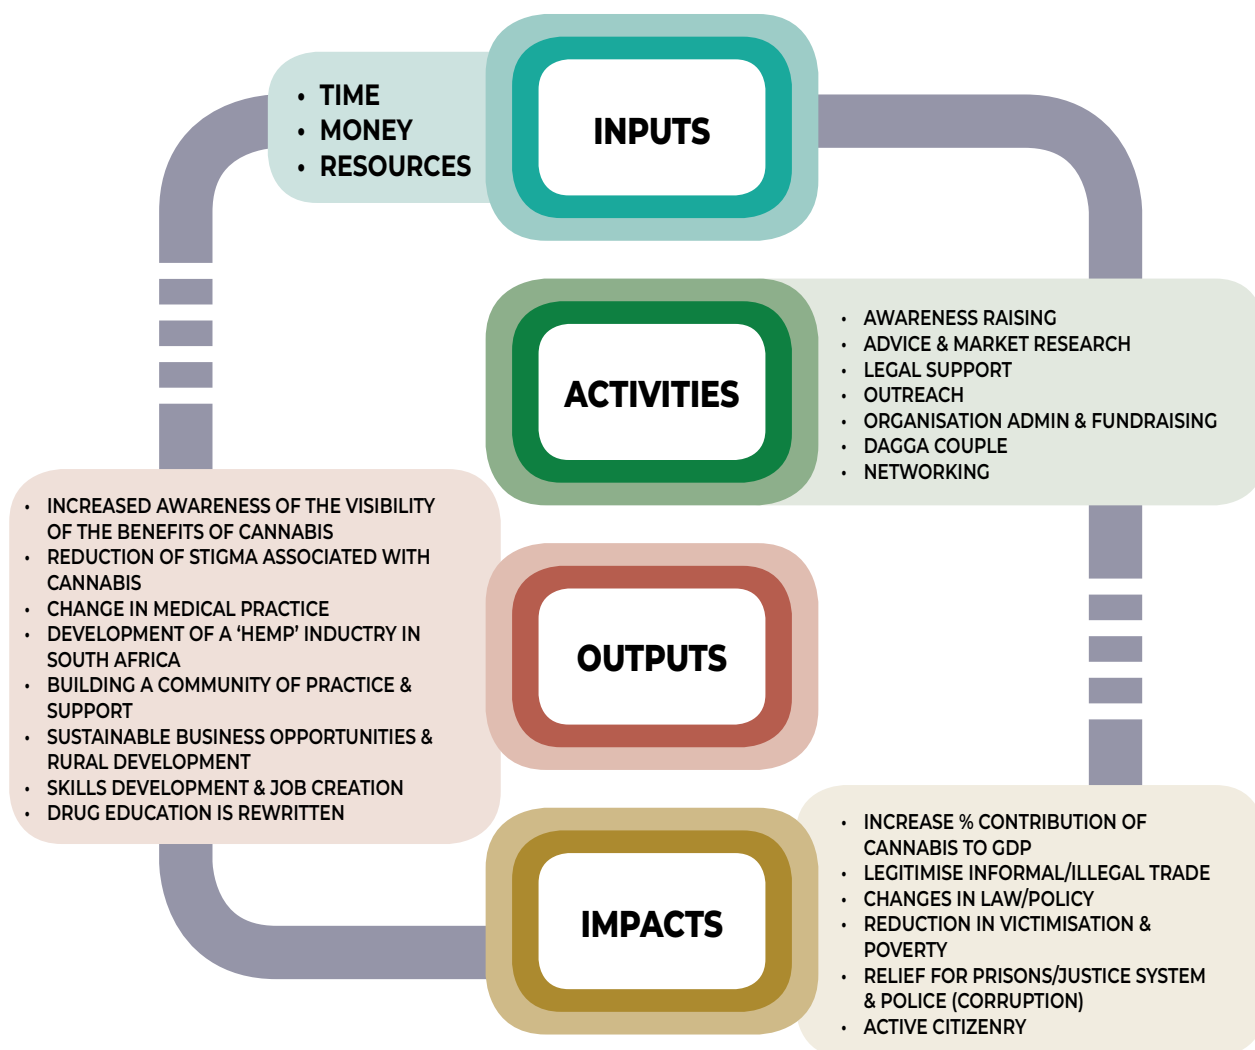 INPUTS
• TIME
• MONEY
• RESOURCES
ACTIVITIES
• AWARENESS RAISING
• ADVICE & MARKET RESEARCH
• LEGAL SUPPORT
• OUTREACH
• ORGANISATION ADMIN & FUNDRAISING
• DAGGA COUPLE
• NETWORKING
OUTPUTS
• INCREASED AWARENESS OF THE VISIBILITY
OF THE BENEFITS OF CANNABIS
• REDUCTION OF STIGMA ASSOCIATED WITH
CANNABIS
• CHANGE IN MEDICAL PRACTICE
• DEVELOPMENT OF A ‘HEMP’ INDUCTRY IN
SOUTH AFRICA
• BUILDING A COMMUNITY OF PRACTICE &
SUPPORT
• SUSTAINABLE BUSINESS OPPORTUNITIES &
RURAL DEVELOPMENT
• SKILLS DEVELOPMENT & JOB CREATION
• DRUG EDUCATION IS REWRITTEN
IMPACTS
• INCREASE % CONTRIBUTION OF
CANNABIS TO GDP
• LEGITIMISE INFORMAL/ILLEGAL TRADE
• CHANGES IN LAW/POLICY
• REDUCTION IN VICTIMISATION &
POVERTY
• RELIEF FOR PRISONS/JUSTICE SYSTEM
& POLICE (CORRUPTION)
• ACTIVE CITIZENRY